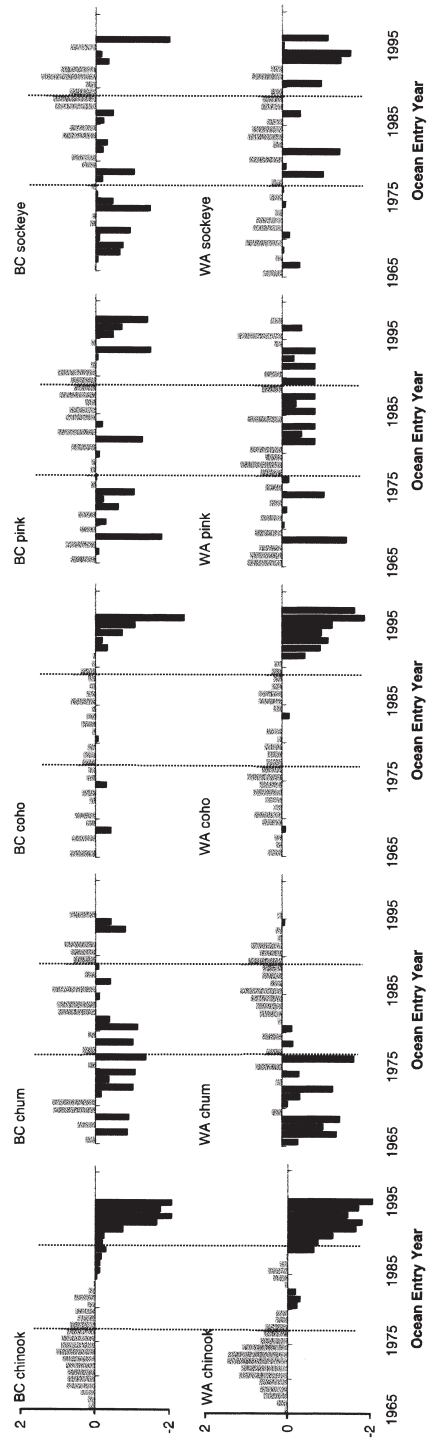 BC chinook
BC chum
BC coho
BC pink
BC sockeye
2
0
-2
WA chinook
WA chum
WA coho
WA pink
WA sockeye
2
0
-2
1965 1975 1985 1995
1965 1975 1985 1995
1965 1975 1985 1995
1965 1975 1985 1995
1965 1975 1985 1995
Ocean Entry Year
Ocean Entry Year
Ocean Entry Year
Ocean Entry Year
Ocean Entry Year